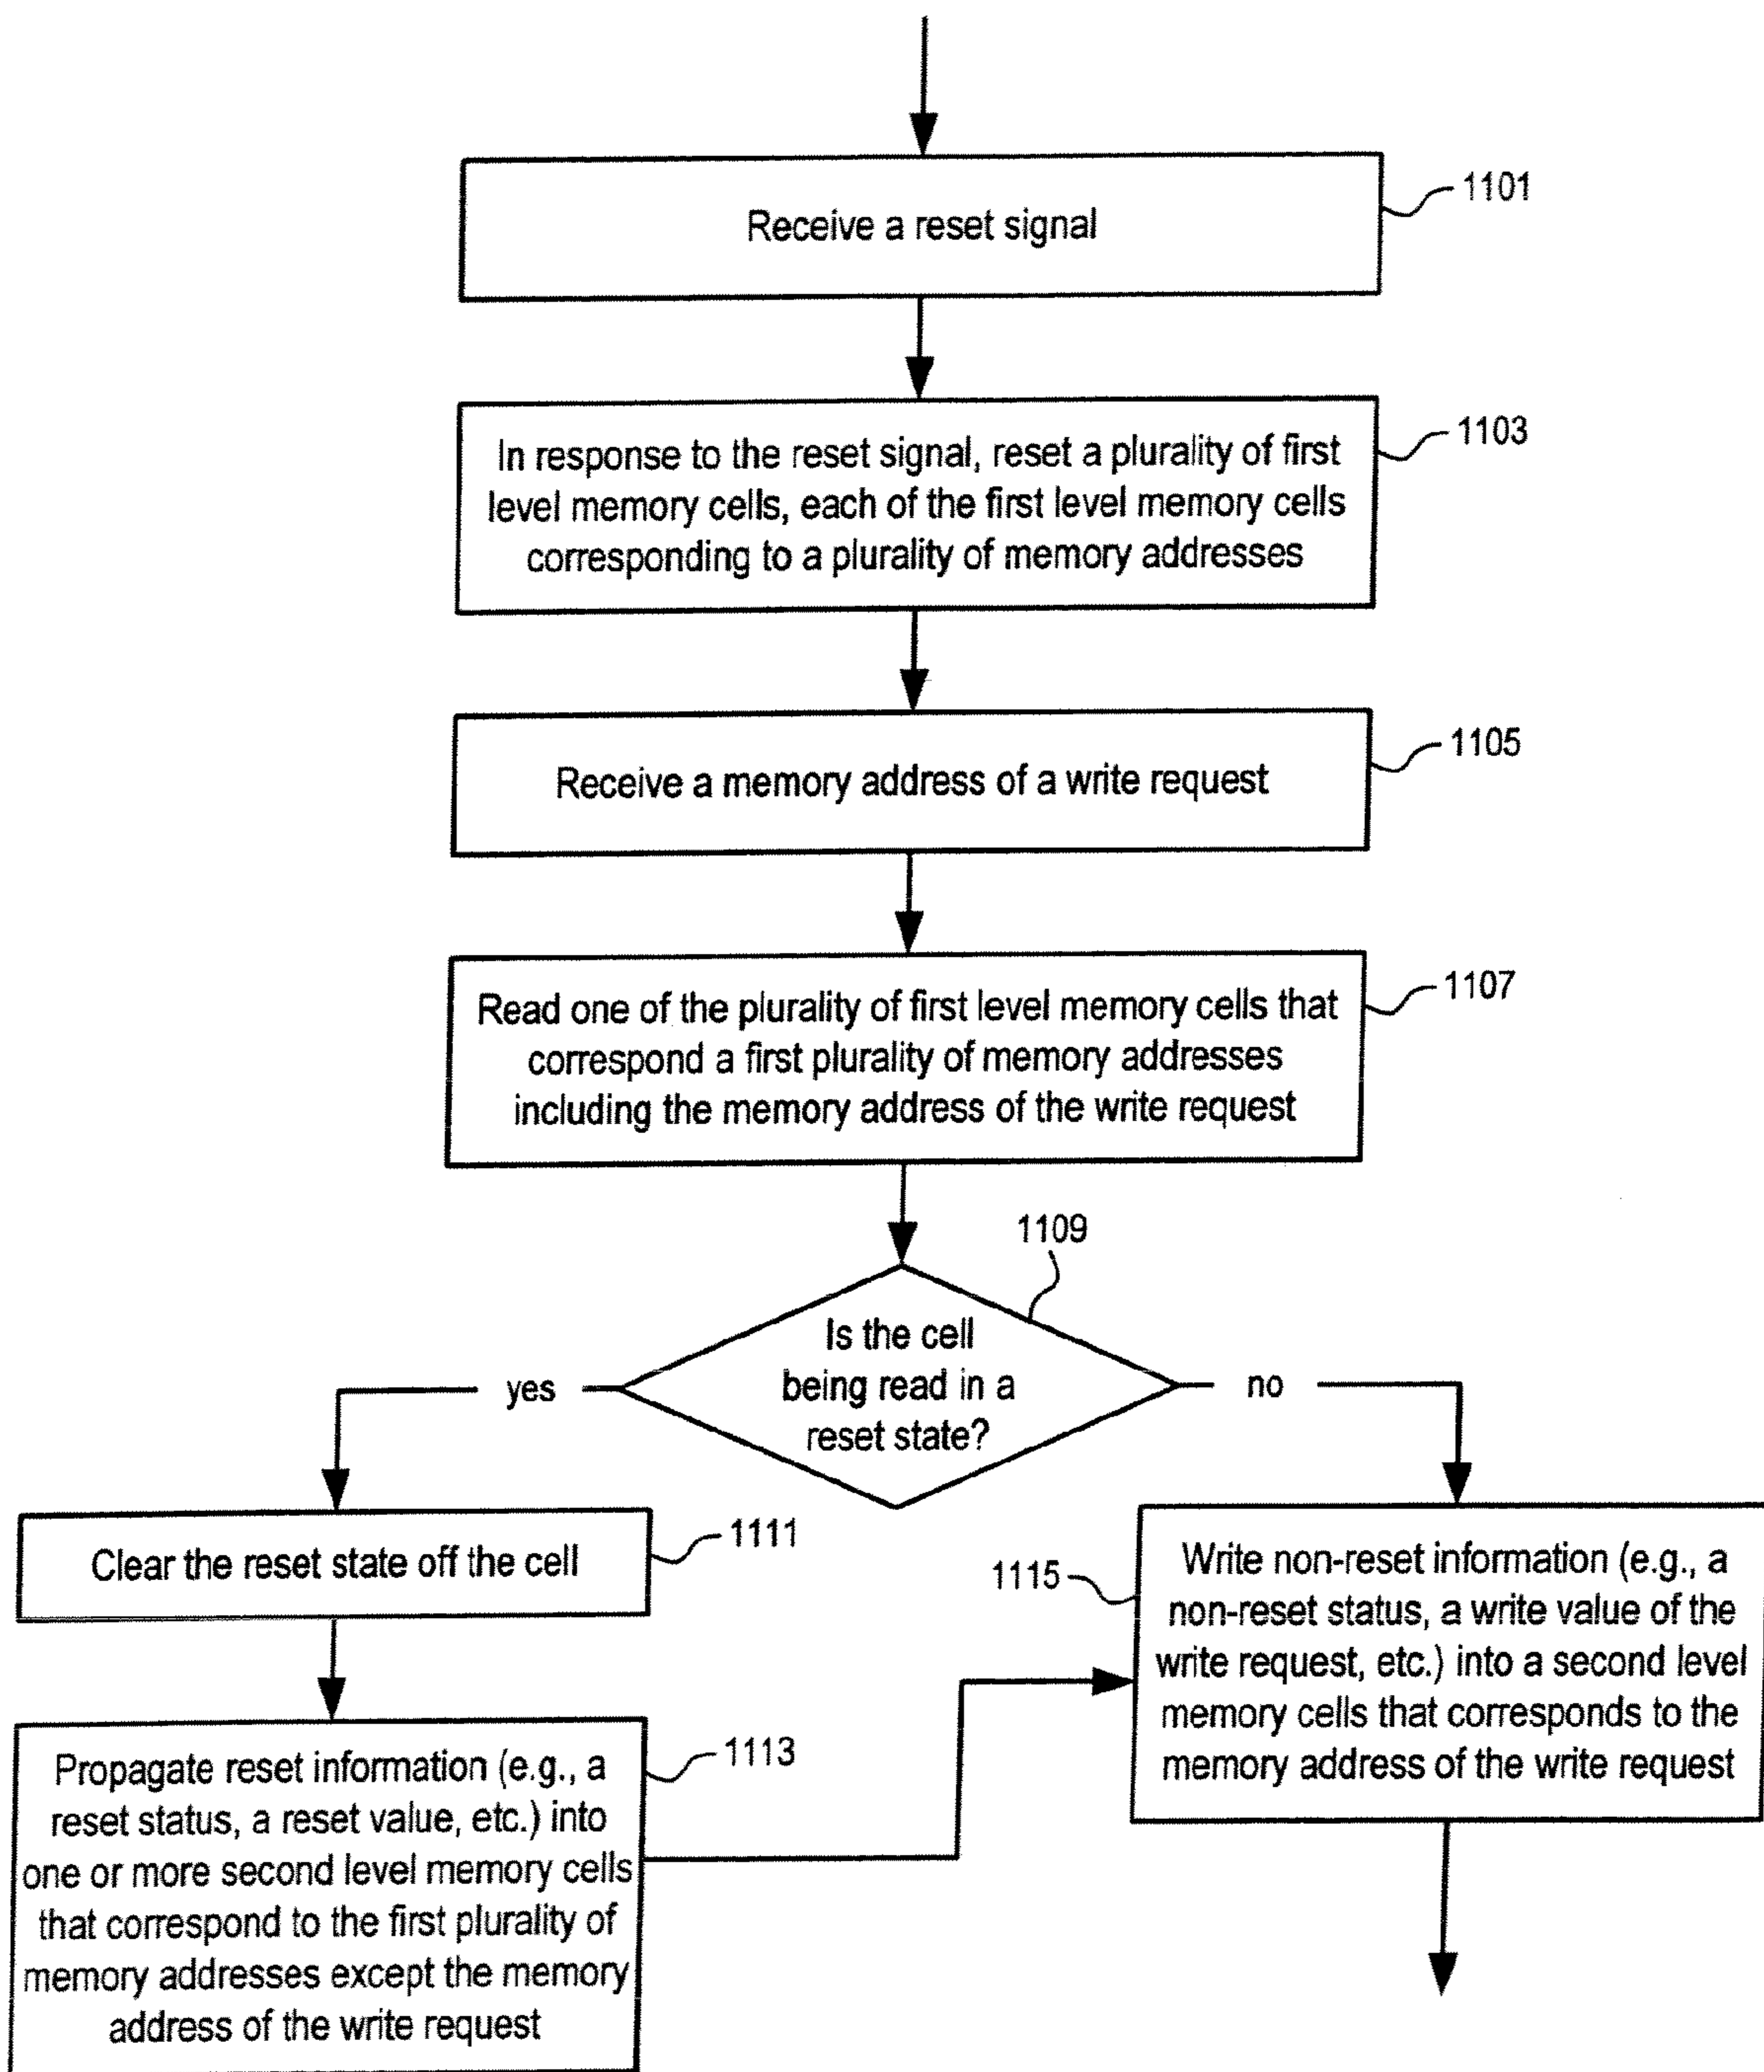 Receive a reset signal
1101
In response to the reset signal, reset a plurality of first
level memory cells, each of the first level memory cells
corresponding to a plurality of memory addresses
1103
Receive a memory address of a write request
1105
Read one of the plurality of first level memory cells that
correspond a first plurality of memory addresses
including the memory address of the write request
1107
1109
Is the cell
being read in a
reset state?
yes
no
Clear the reset state off the cell
1111
Propagate reset information (e.g., a
reset status, a reset value, etc.) into
one or more second level memory cells
that correspond to the first plurality of
memory addresses except the memory
address of the write request
1113
1115
Write non-reset information (e.g., a
non-reset status, a write value of the
write request, etc.) into a second level
memory cells that corresponds to the
memory address of the write request